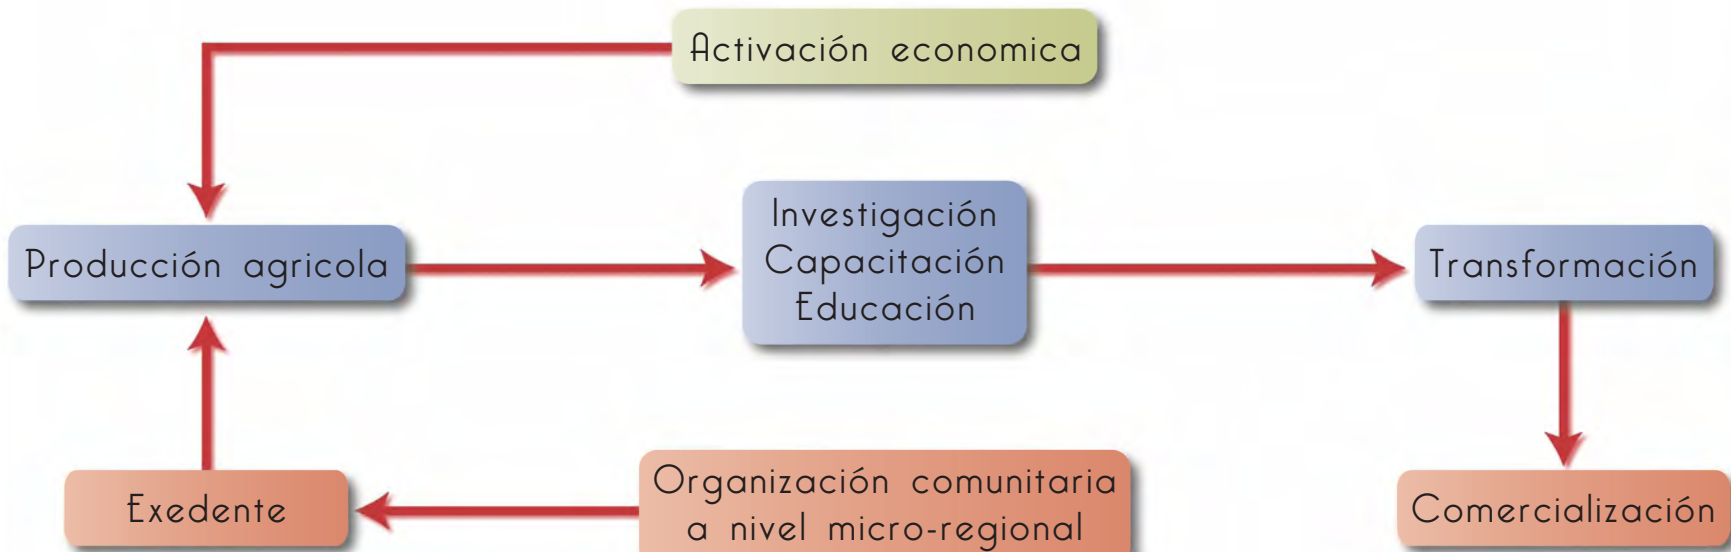 Activación economica
Producción agricola
Investigación
Capacitación
Educación
Transformación
Exedente
Organización comunitaria
a nivel micro-regional
Comercialización